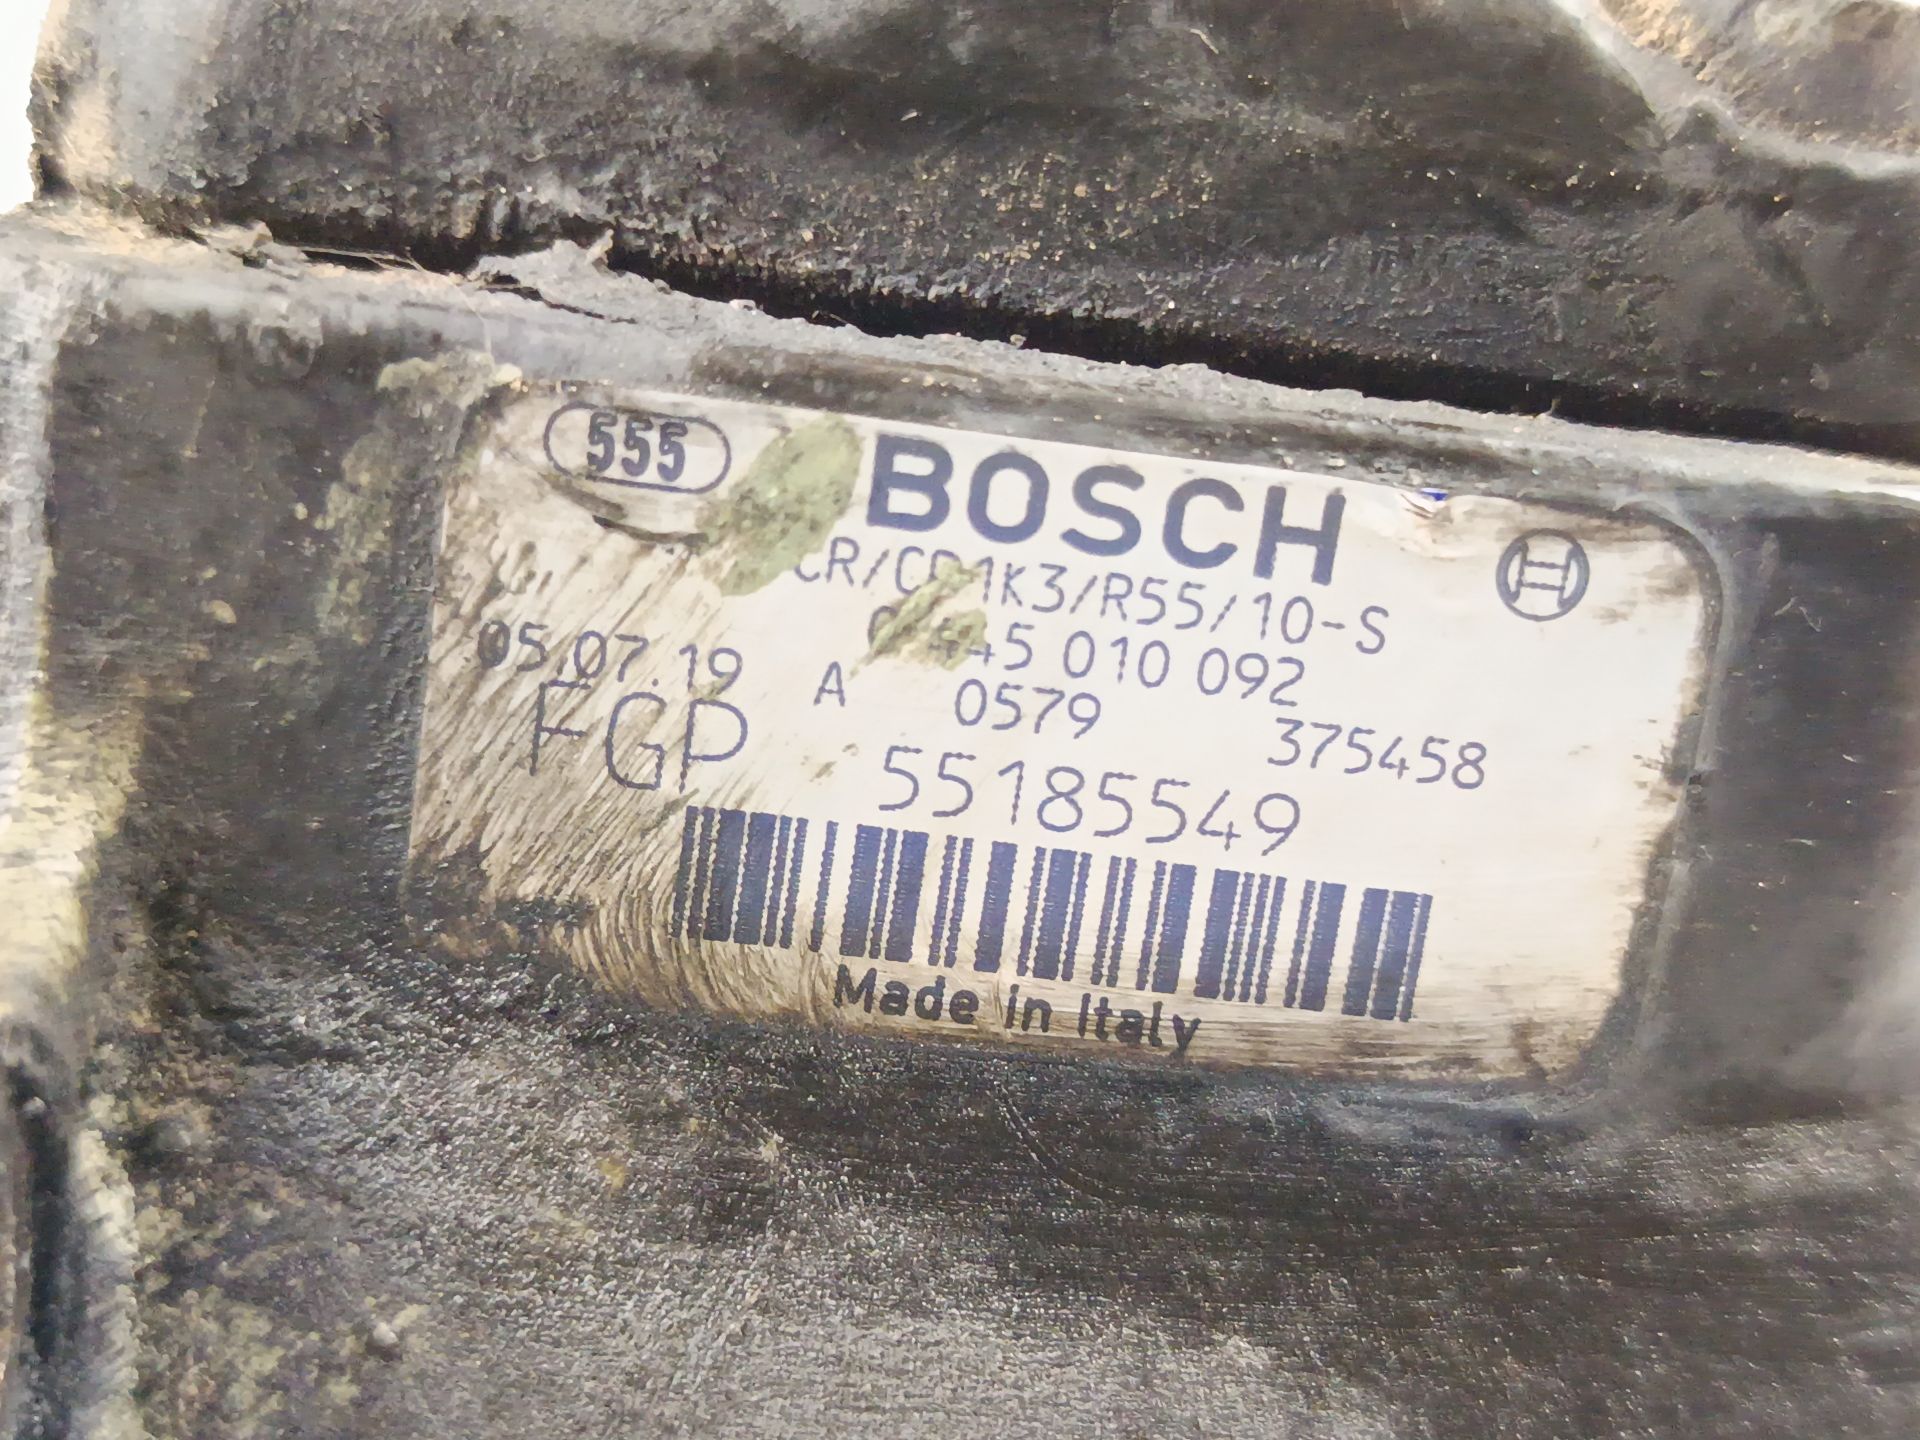 555 BOSCH
CR/CP1K3/R55/10-S
0 445 010 092
05.07.19 A 0579 375458
FGP 55185549
Made in Italy